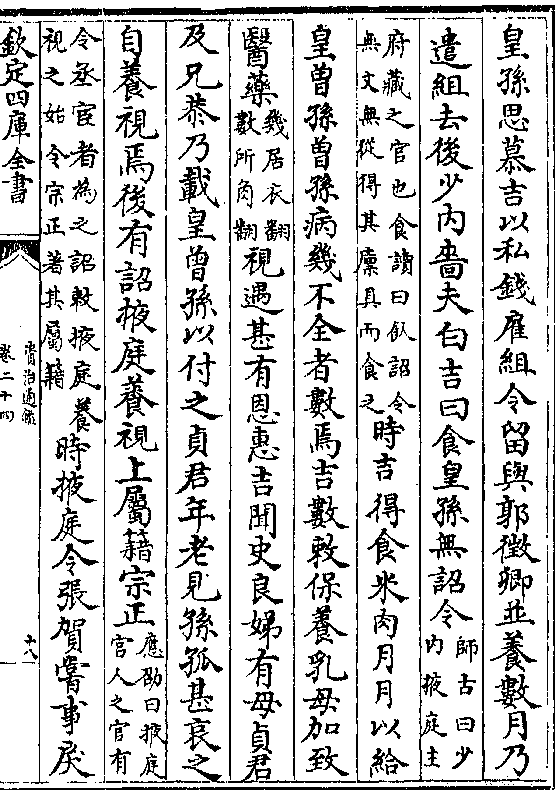 皇孫思慕吉以私錢雇組令留與郭徵卿並養數月乃
遣組去後少内嗇夫白吉曰食皇孫無詔令師古曰少内掖庭主
府藏之官也食讀曰飤詔令無文無從得其廩具而食之時吉得食米肉月月以給
皇曾孫曾孫病幾不全者數焉吉數敕保養乳母加致
醫藥幾居衣翻數所角翻視遇甚有恩惠吉聞史良娣有母貞君
及兄恭乃載皇曾孫以付之貞君年老見孫孤甚哀之
自養視焉後有詔掖庭養視上屬籍宗正應劭曰掖庭宫人之官有
令丞宦者為之詔敕掖庭養視之始令宗正著其屬籍時掖庭令張賀嘗事戾
欽定四庫全書
資治通鑑
卷二十四
十八